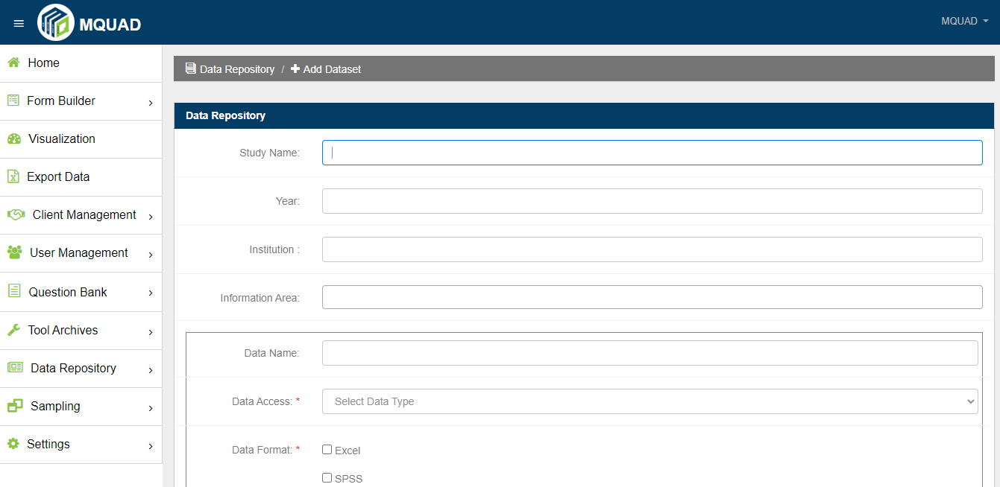 MQUAD
MQUAD
Home
Form Builder
Visualization
Export Data
Client Management
User Management
Question Bank
Tool Archives
Data Repository
Sampling
Settings
Data Repository / Add Dataset
Data Repository
Study Name:
Year:
Institution :
Information Area:
Data Name:
Data Access: * Select Data Type
Data Format: * Excel
SPSS